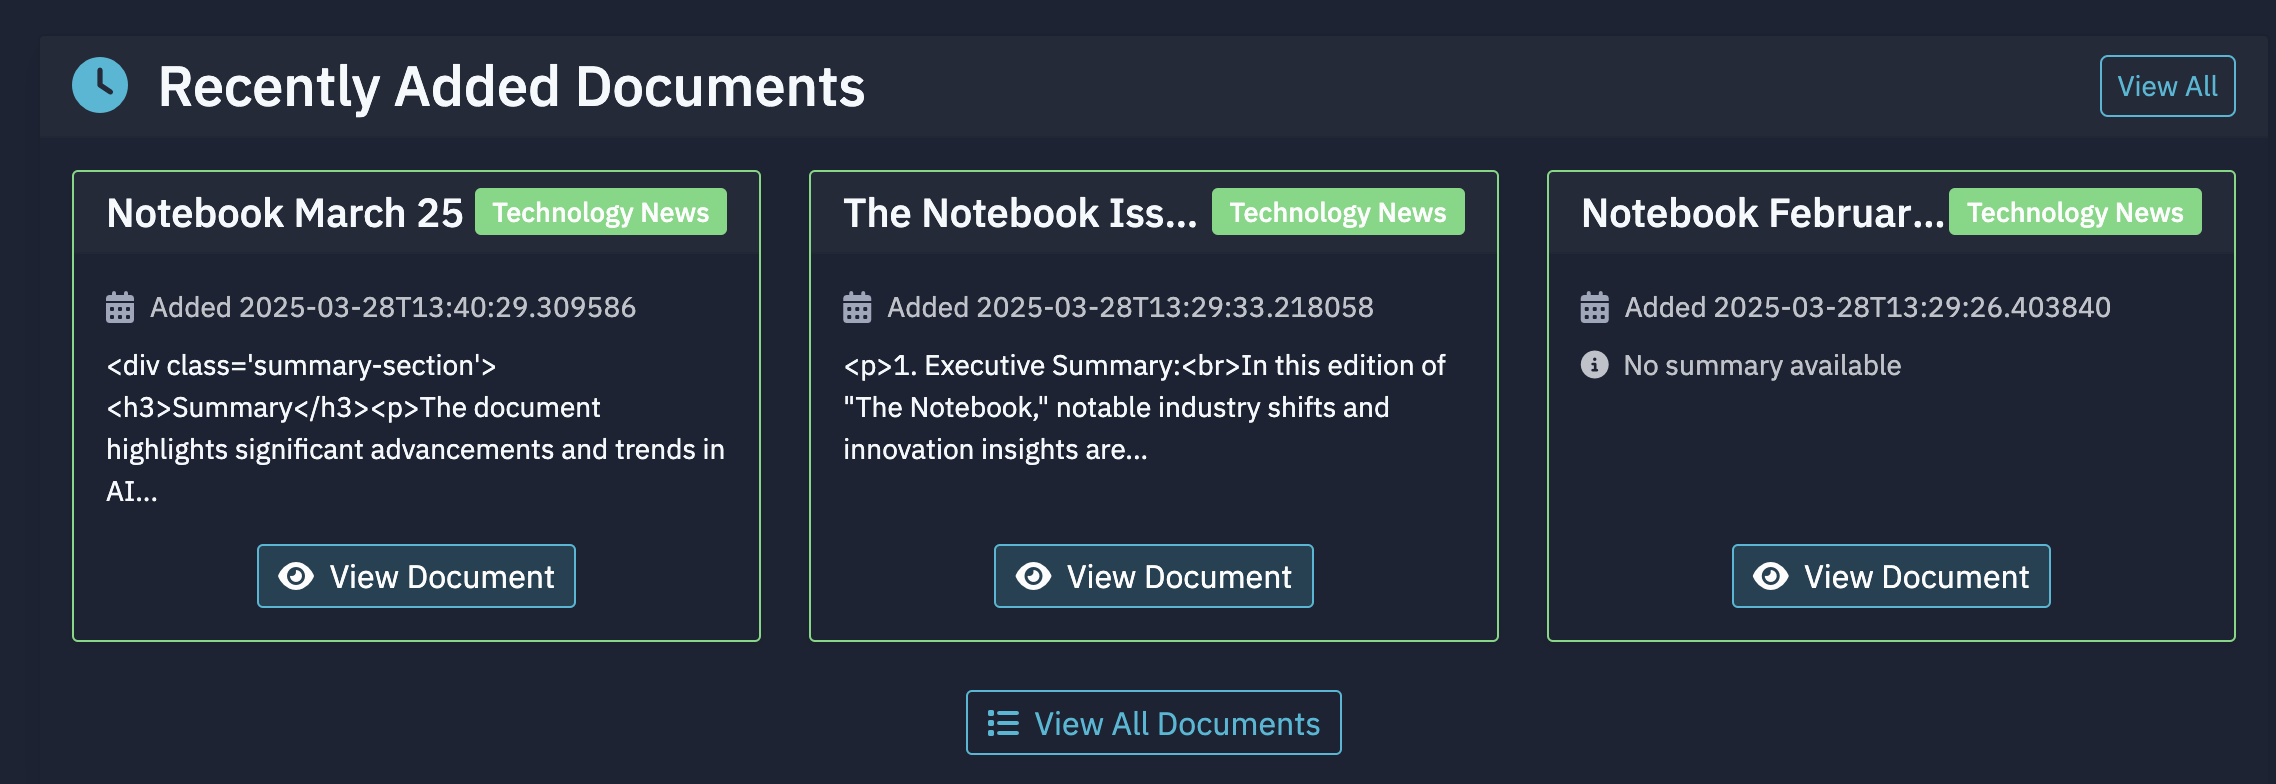 Recently Added Documents
View All
Notebook March 25
Technology News
Added 2025-03-28T13:40:29.309586
<div class='summary-section'>
<h3>Summary</h3><p>The document
highlights significant advancements and trends in
AI...
View Document
The Notebook Iss...
Technology News
Added 2025-03-28T13:29:33.218058
<p>1. Executive Summary:<br>In this edition of
"The Notebook," notable industry shifts and
innovation insights are...
View Document
Notebook Februar...
Technology News
Added 2025-03-28T13:29:26.403840
No summary available
View Document
View All Documents